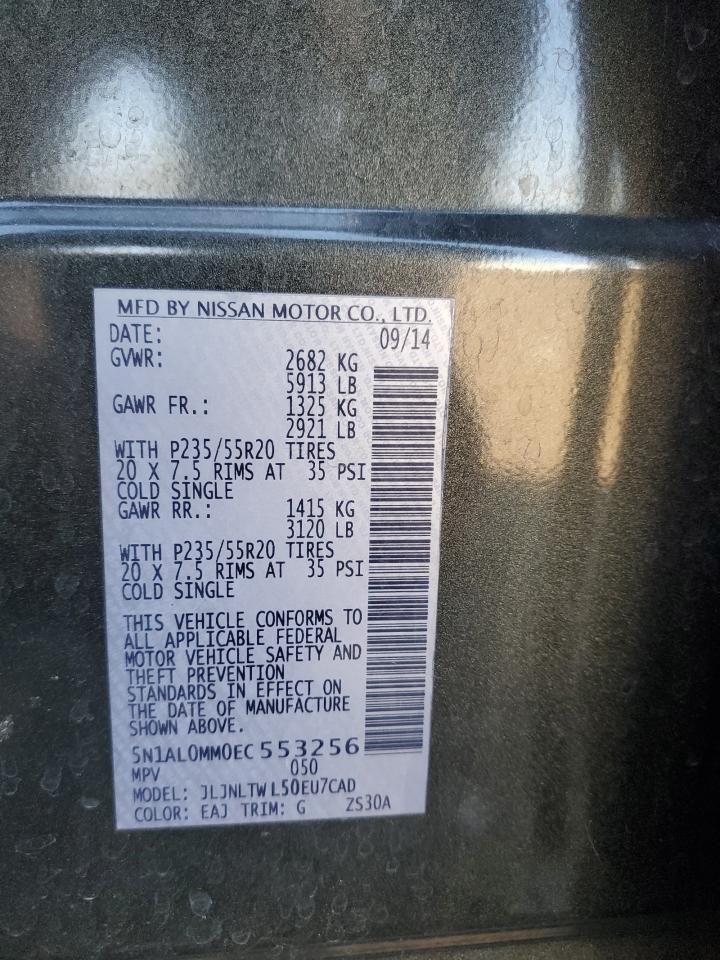 MFD BY NISSAN MOTOR CO., LTD.
DATE: 09/14
GVWR: 2682 KG
5913 LB
GAWR FR.: 1325 KG
2921 LB
WITH P235/55R20 TIRES
20 X 7.5 RIMS AT 35 PSI
COLD SINGLE
GAWR RR.: 1415 KG
3120 LB
WITH P235/55R20 TIRES
20 X 7.5 RIMS AT 35 PSI
COLD SINGLE
THIS VEHICLE CONFORMS TO
ALL APPLICABLE FEDERAL
MOTOR VEHICLE SAFETY AND
THEFT PREVENTION
STANDARDS IN EFFECT ON
THE DATE OF MANUFACTURE
SHOWN ABOVE.
5N1AL0MM0EC553256
MPV 050
MODEL: JLJNLTWL50EU7CAD
COLOR: EAJ TRIM: G ZS30A